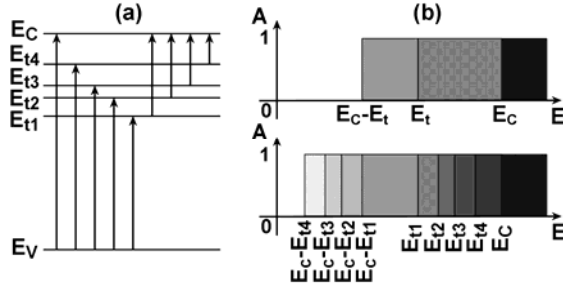 (a)
E_C
E_t4
E_t3
E_t2
E_t1
E_V
(b)
A
1
0
E_C-E_t
E_t
E_C
E
A
1
0
E_C-E_t4
E_C-E_t3
E_C-E_t2
E_C-E_t1
E_t1
E_t2
E_t3
E_t4
E_C
E